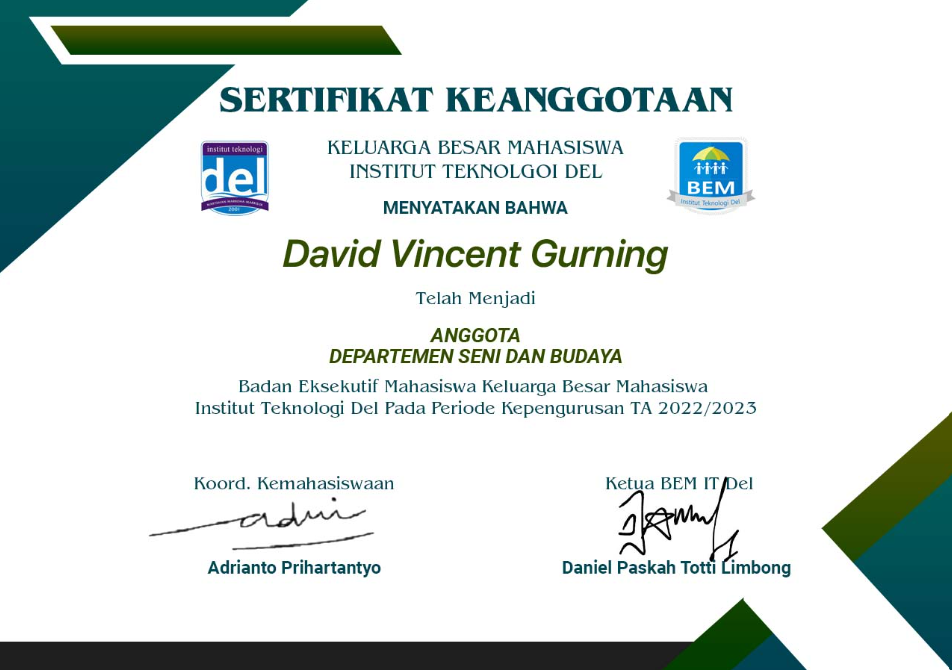 SERTIFIKAT KEANGGOTAAN
institut teknologi
del
2001
KELUARGA BESAR MAHASISWA
INSTITUT TEKNOLGOI DEL
BEM
Institut Teknologi Del
MENYATAKAN BAHWA
David Vincent Gurning
Telah Menjadi
ANGGOTA
DEPARTEMEN SENI DAN BUDAYA
Badan Eksekutif Mahasiswa Keluarga Besar Mahasiswa
Institut Teknologi Del Pada Periode Kepengurusan TA 2022/2023
Koord. Kemahasiswaan
Adrianto Prihartantyo
Ketua BEM IT Del
Daniel Paskah Totti Limbong